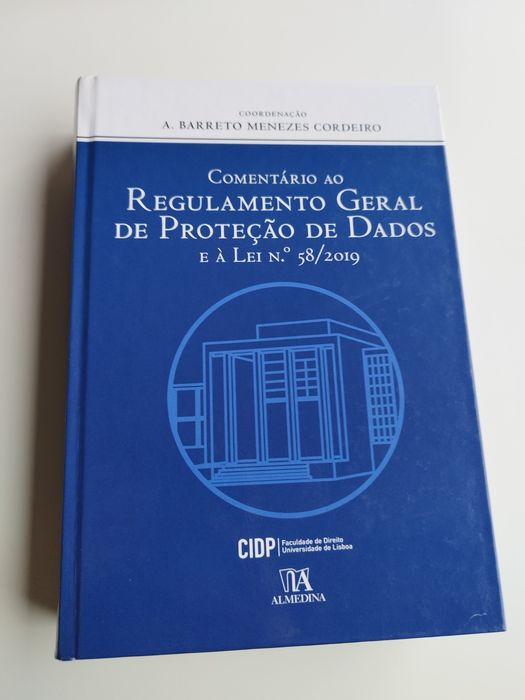 COORDENAÇÃO
A. BARRETO MENEZES CORDEIRO
COMENTÁRIO AO
REGULAMENTO GERAL
DE PROTEÇÃO DE DADOS
E À LEI N.º 58/2019
CIDP
Faculdade de Direito
Universidade de Lisboa
ALMEDINA